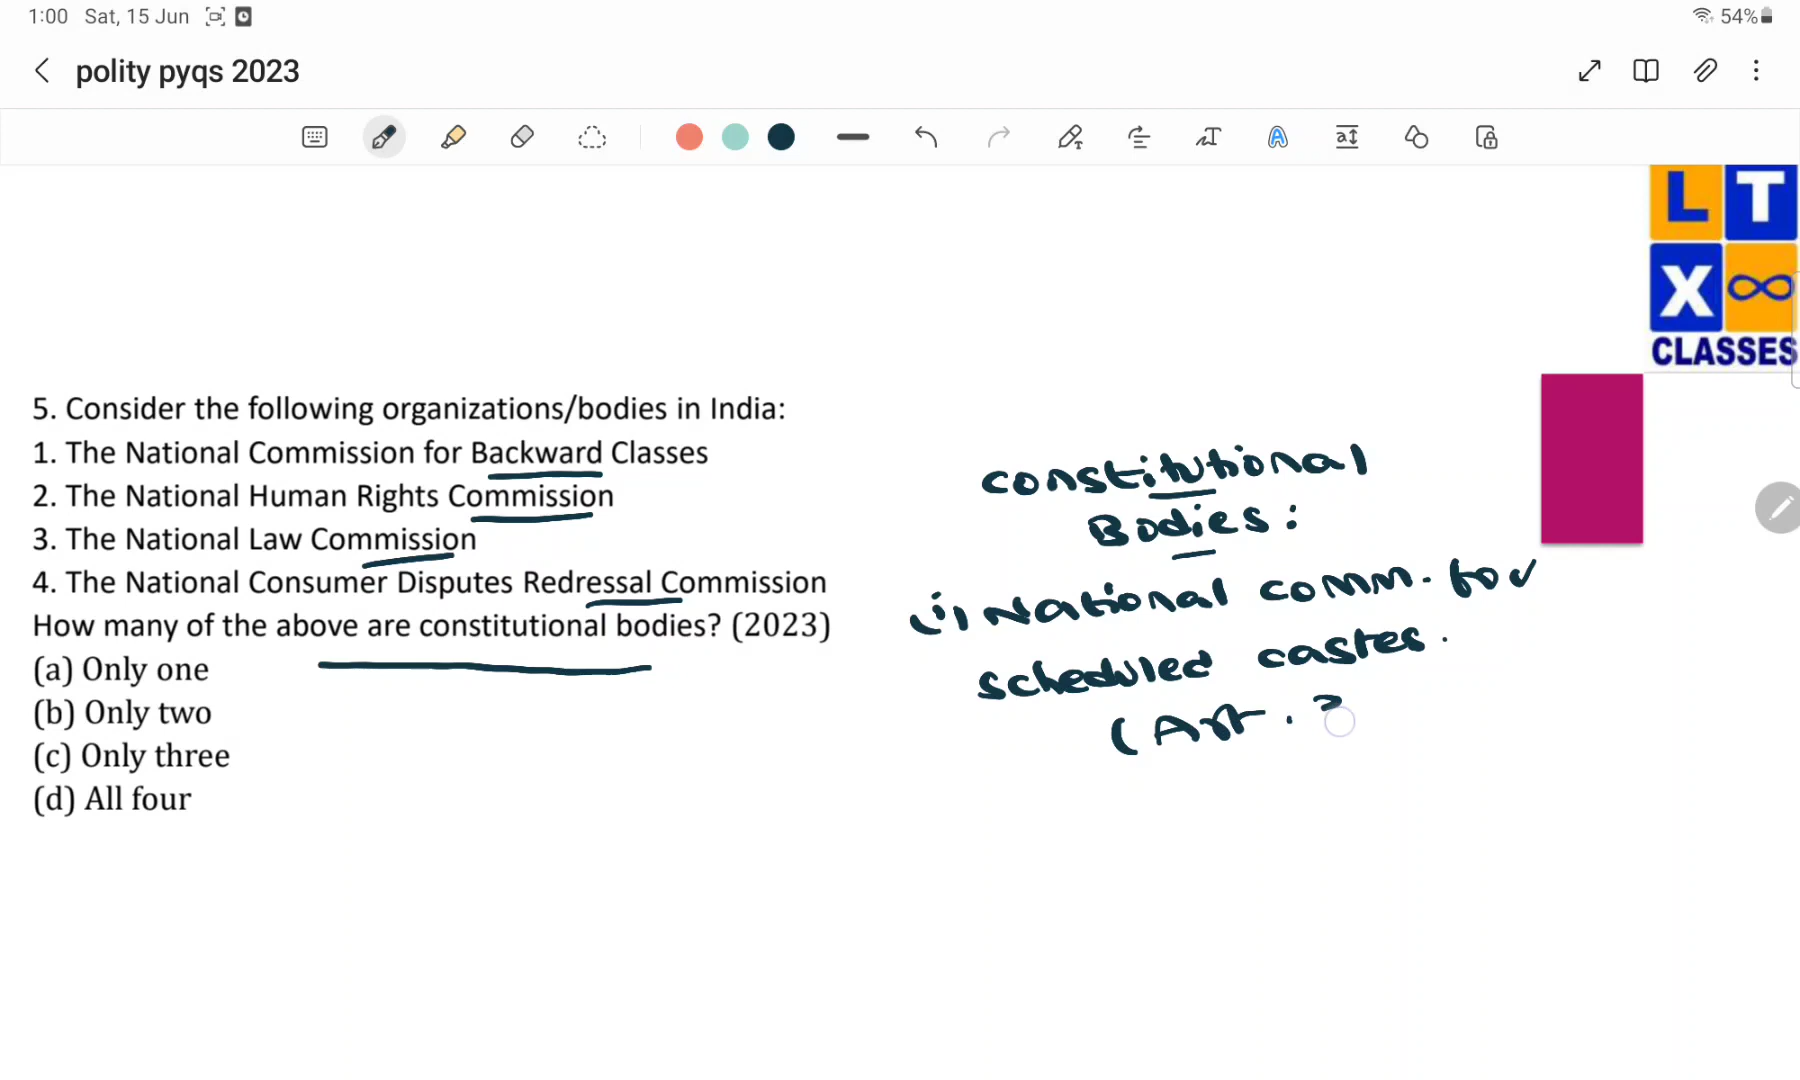 1:00 Sat, 15 Jun
54%
polity pyqs 2023
L T
X ∞
CLASSES
5. Consider the following organizations/bodies in India:
1. The National Commission for Backward Classes
2. The National Human Rights Commission
3. The National Law Commission
4. The National Consumer Disputes Redressal Commission
How many of the above are constitutional bodies? (2023)
(a) Only one
(b) Only two
(c) Only three
(d) All four
constitutional
Bodies:
(i) National comm. for
scheduled castes.
(Art. 3